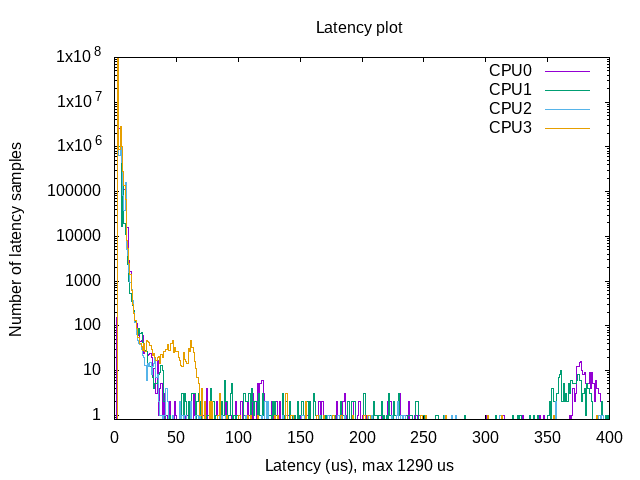 Latency plot
Number of latency samples
1x10^8
1x10^7
1x10^6
100000
10000
1000
100
10
1
CPU0
CPU1
CPU2
CPU3
0 50 100 150 200 250 300 350 400
Latency (us), max 1290 us